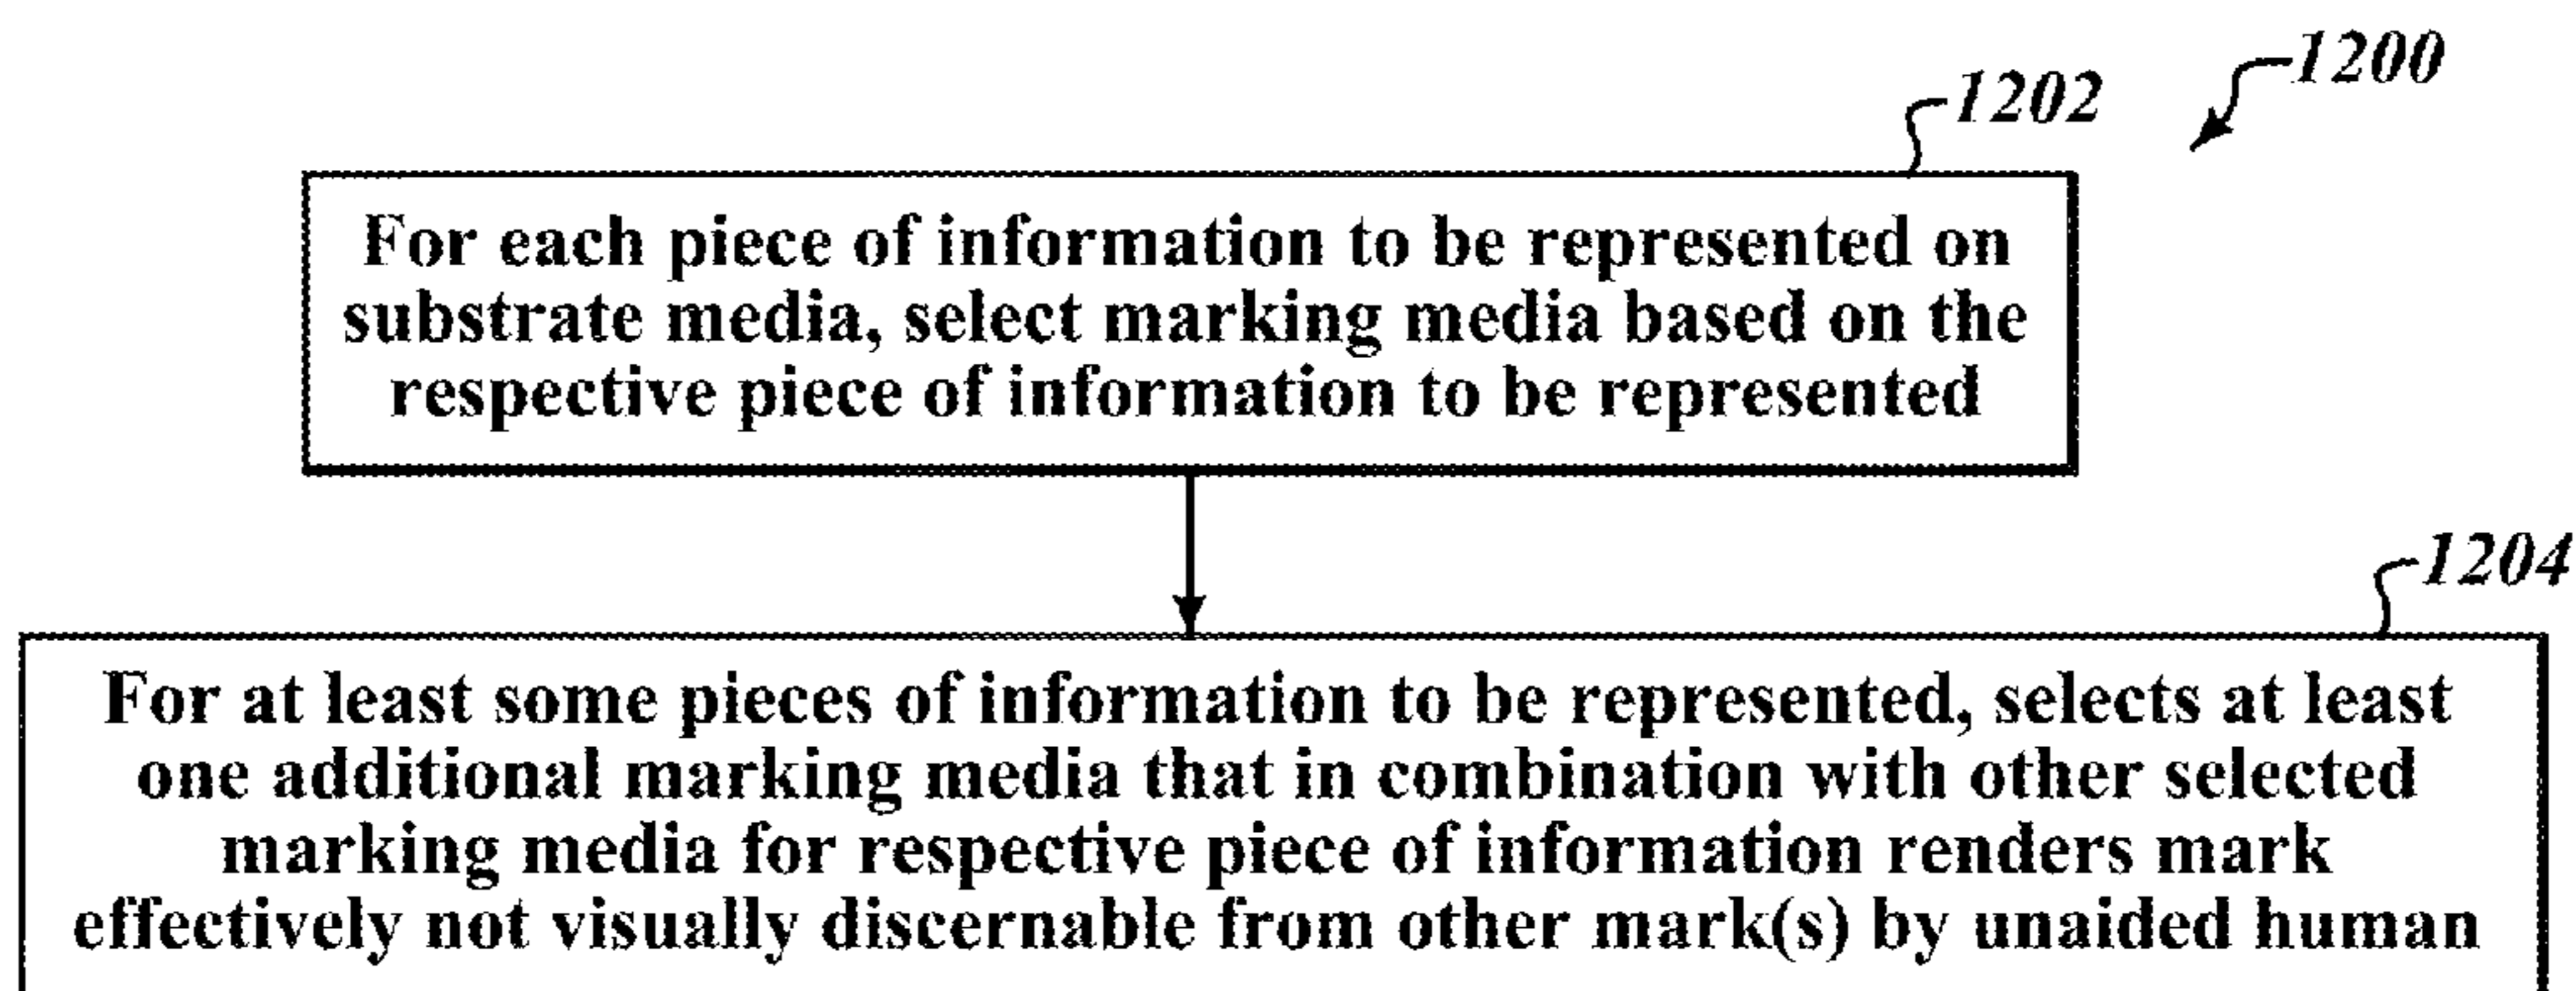 1200
1202
For each piece of information to be represented on
substrate media, select marking media based on the
respective piece of information to be represented
1204
For at least some pieces of information to be represented, selects at least
one additional marking media that in combination with other selected
marking media for respective piece of information renders mark
effectively not visually discernable from other mark(s) by unaided human